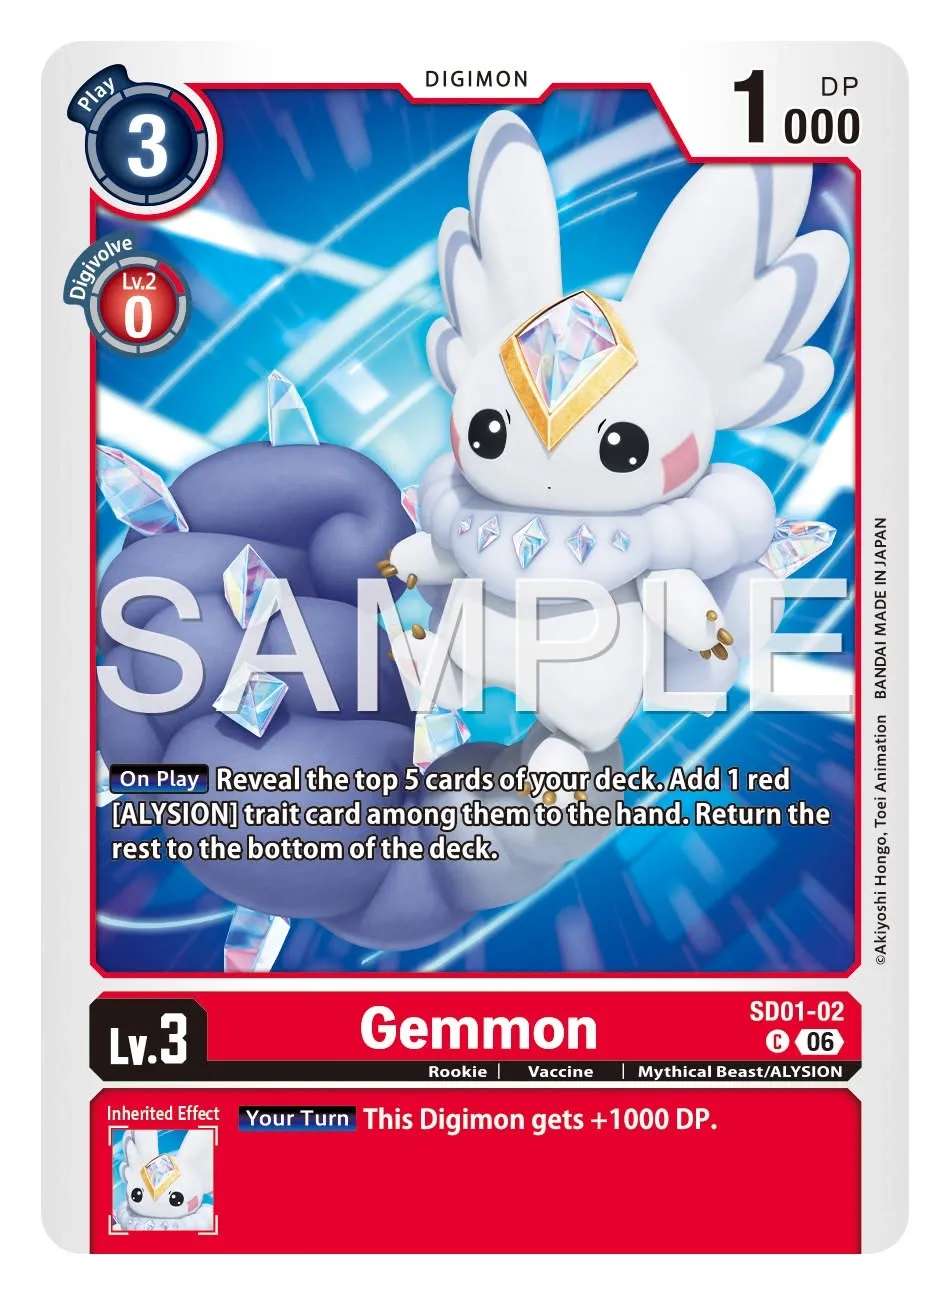 DIGIMON
Play
3
1000
DP
Digivolve
Lv.2
0
SAMPLE
On Play Reveal the top 5 cards of your deck. Add 1 red
[ALYSION] trait card among them to the hand. Return the
rest to the bottom of the deck.
©Akiyoshi Hongo, Toei Animation BANDAI MADE IN JAPAN
Lv.3
Gemmon
SD01-02
C 06
Rookie | Vaccine | Mythical Beast/ALYSION
Inherited Effect
Your Turn This Digimon gets +1000 DP.